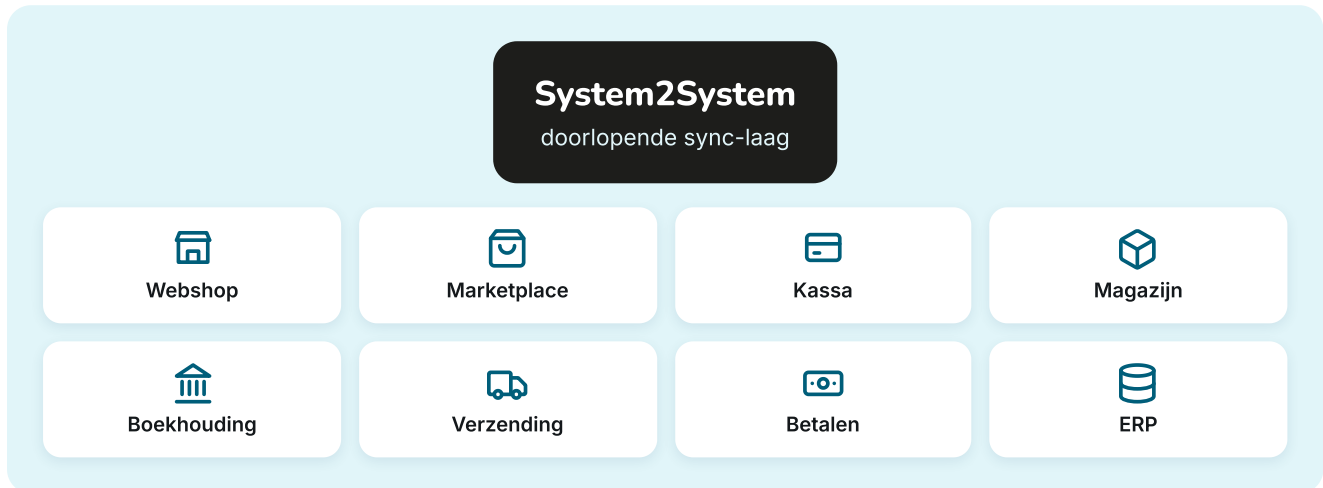 System2System
doorlopende sync-laag
Webshop
Marketplace
Kassa
Magazijn
Boekhouding
Verzending
Betalen
ERP